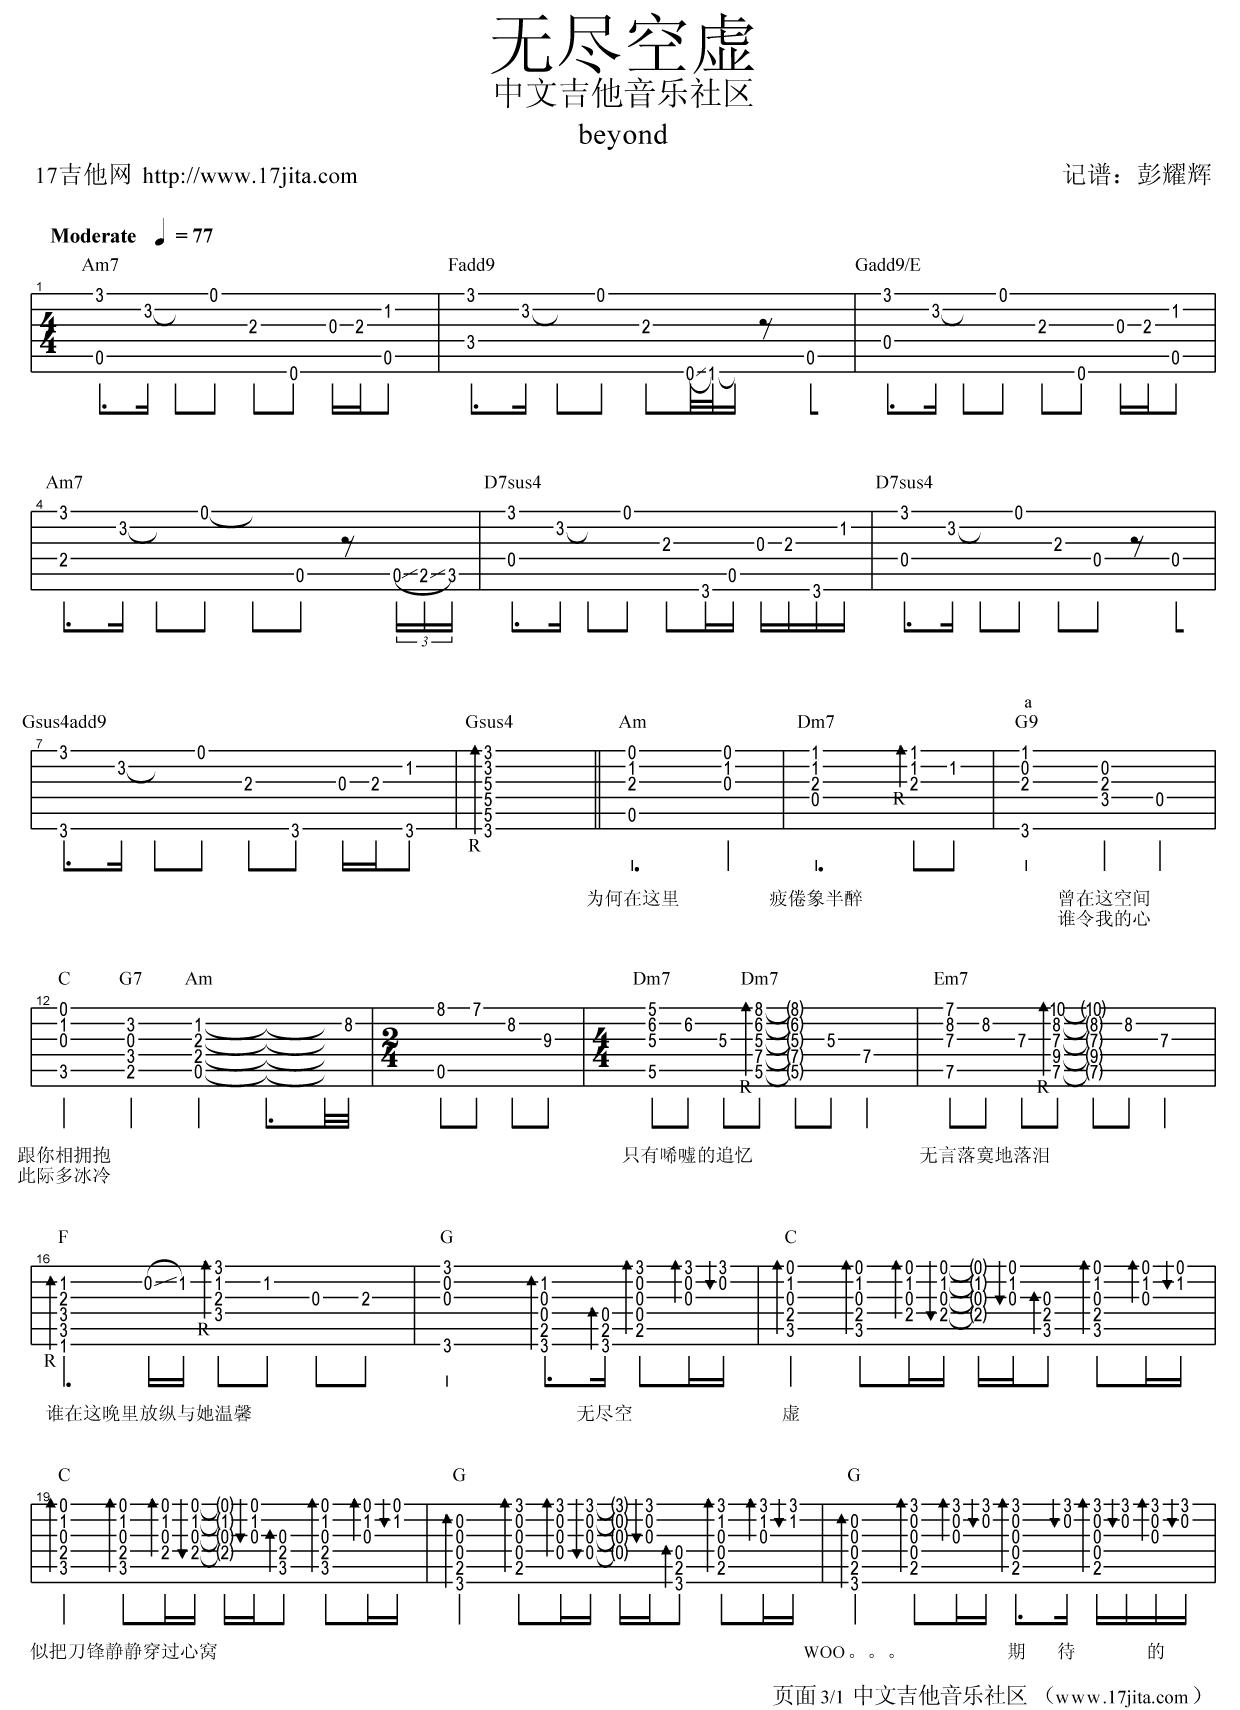 无尽空虚
中文吉他音乐社区
beyond
17吉他网 http://www.17jita.com
记谱：彭耀辉
Moderate ♩ = 77
Am7 Fadd9 Gadd9/E
Am7 D7sus4 D7sus4
Gsus4add9 Gsus4 Am Dm7 G9
a
为何在这里 疲倦象半醉 曾在这空间
谁令我的心
C G7 Am Dm7 Dm7 Em7
跟你相拥抱 只有唏嘘的追忆 无言落寞地落泪
此际多冰冷
F G C
谁在这晚里放纵与她温馨 无尽空 虚
C G G
似把刀锋静静穿过心窝 WOO。。。 期 待 的
页面 3/1 中文吉他音乐社区 （www.17jita.com）